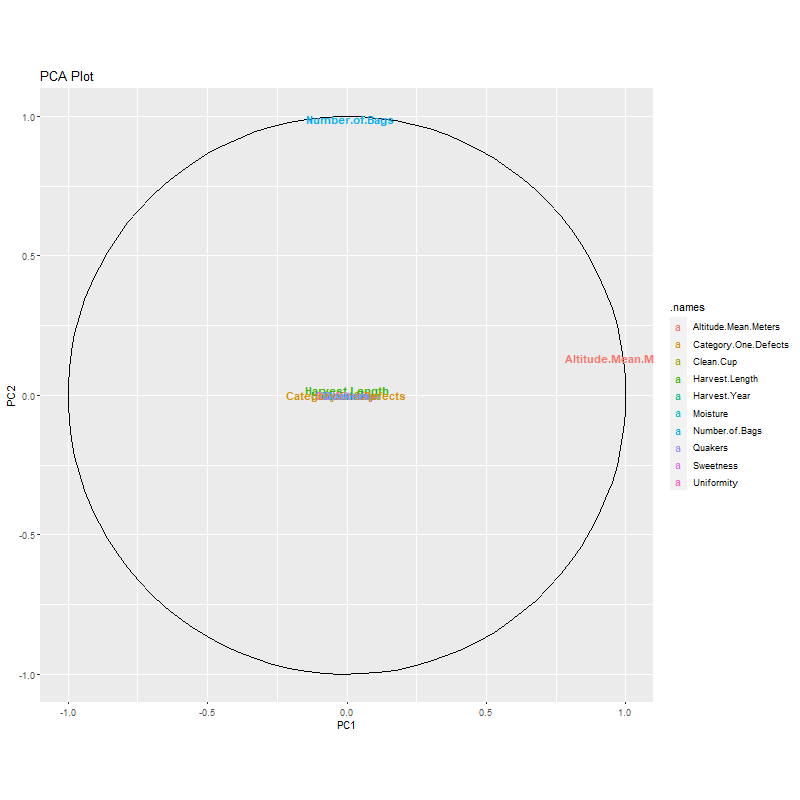 PCA Plot
1.0
0.5
0.0
-0.5
-1.0
PC2
Number.of.Bags
Altitude.Mean.M
Harvest.Length
-1.0
-0.5
0.0
0.5
1.0
PC1
.names
a Altitude.Mean.Meters
a Category.One.Defects
a Clean.Cup
a Harvest.Length
a Harvest.Year
a Moisture
a Number.of.Bags
a Quakers
a Sweetness
a Uniformity